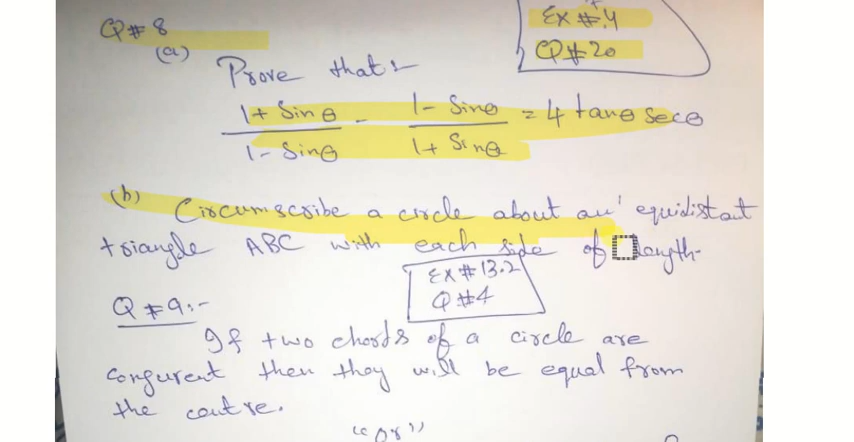 Q#8
Ex #.4
Q#20
(a)
Prove that:-
1+ Sinθ / 1- Sinθ - 1- Sinθ / 1+ Sinθ = 4 tanθ Secθ
(b) Circumscribe a circle about an' equidistant
triangle ABC with each side of length-
Ex #13.2
Q #4
Q #9:-
If two chords of a circle are
congurent then they will be equal from
the centre.
"Or"